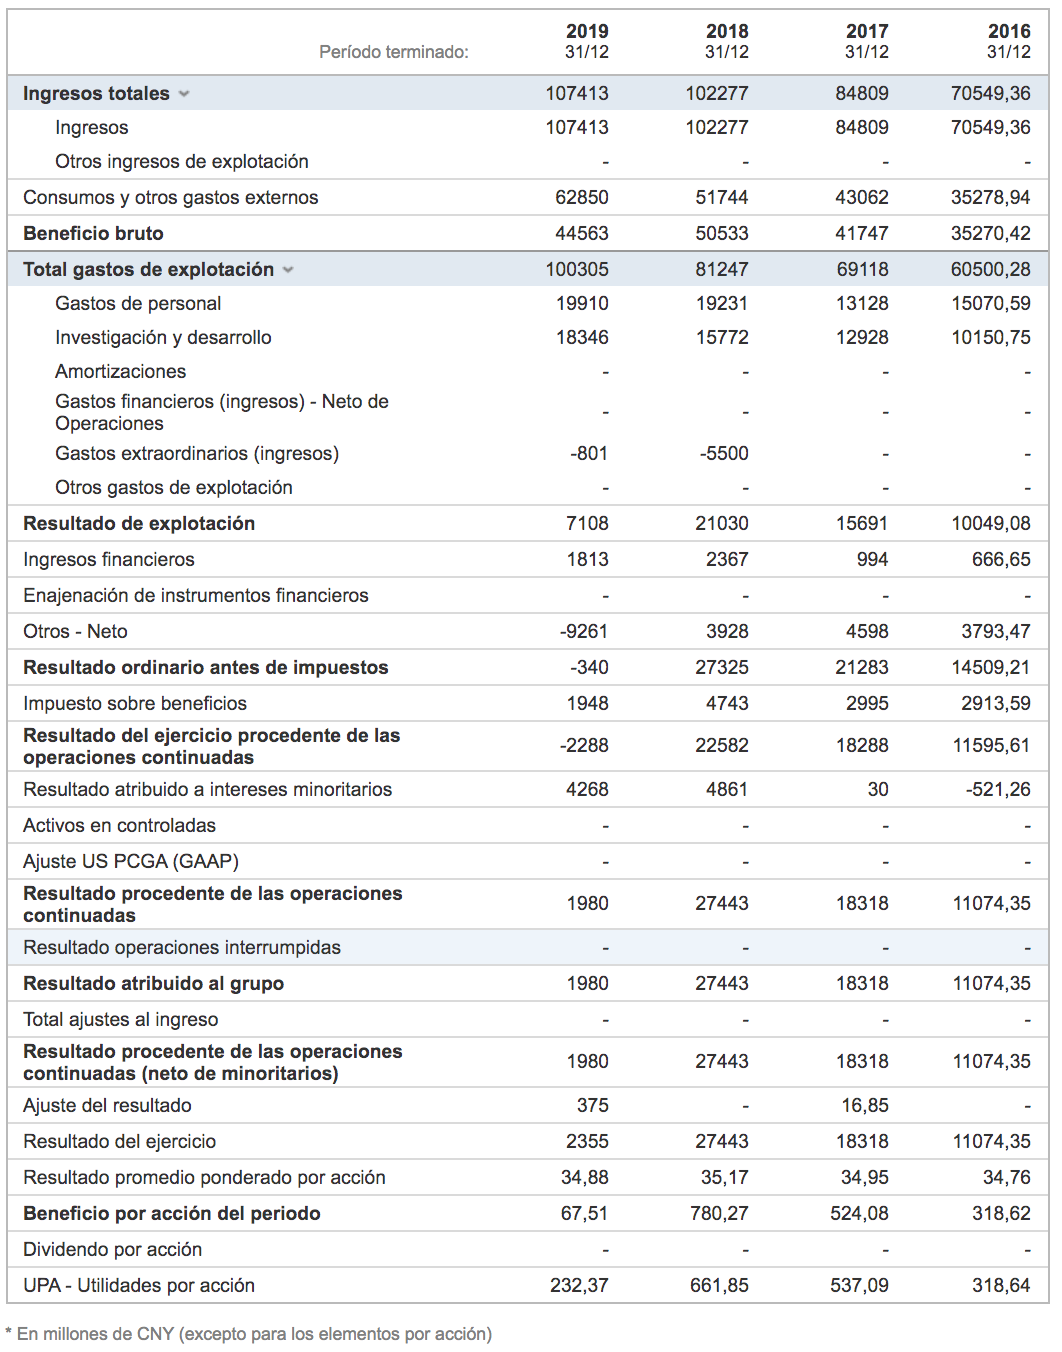 2019 2018 2017 2016
Período terminado: 31/12 31/12 31/12 31/12
Ingresos totales 107413 102277 84809 70549,36
Ingresos 107413 102277 84809 70549,36
Otros ingresos de explotación - - - -
Consumos y otros gastos externos 62850 51744 43062 35278,94
Beneficio bruto 44563 50533 41747 35270,42
Total gastos de explotación 100305 81247 69118 60500,28
Gastos de personal 19910 19231 13128 15070,59
Investigación y desarrollo 18346 15772 12928 10150,75
Amortizaciones - - - -
Gastos financieros (ingresos) - Neto de
Operaciones - - - -
Gastos extraordinarios (ingresos) -801 -5500 - -
Otros gastos de explotación - - - -
Resultado de explotación 7108 21030 15691 10049,08
Ingresos financieros 1813 2367 994 666,65
Enajenación de instrumentos financieros - - - -
Otros - Neto -9261 3928 4598 3793,47
Resultado ordinario antes de impuestos -340 27325 21283 14509,21
Impuesto sobre beneficios 1948 4743 2995 2913,59
Resultado del ejercicio procedente de las
operaciones continuadas -2288 22582 18288 11595,61
Resultado atribuido a intereses minoritarios 4268 4861 30 -521,26
Activos en controladas - - - -
Ajuste US PCGA (GAAP) - - - -
Resultado procedente de las operaciones
continuadas 1980 27443 18318 11074,35
Resultado operaciones interrumpidas - - - -
Resultado atribuido al grupo 1980 27443 18318 11074,35
Total ajustes al ingreso - - - -
Resultado procedente de las operaciones
continuadas (neto de minoritarios) 1980 27443 18318 11074,35
Ajuste del resultado 375 - 16,85 -
Resultado del ejercicio 2355 27443 18318 11074,35
Resultado promedio ponderado por acción 34,88 35,17 34,95 34,76
Beneficio por acción del periodo 67,51 780,27 524,08 318,62
Dividendo por acción - - - -
UPA - Utilidades por acción 232,37 661,85 537,09 318,64
* En millones de CNY (excepto para los elementos por acción)